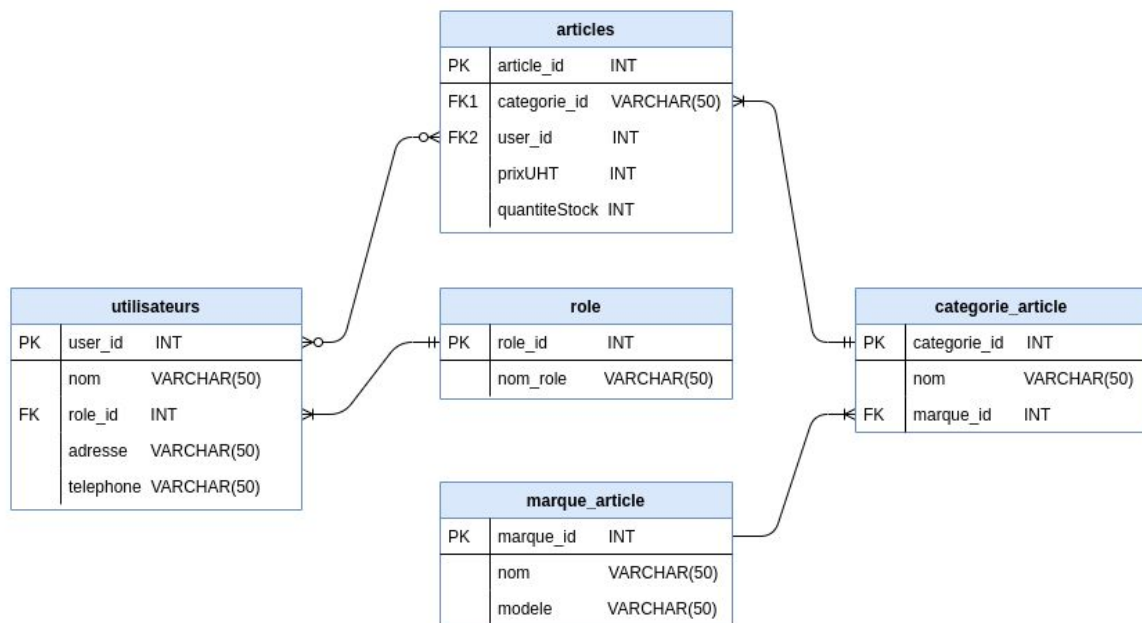 articles
PK article_id INT
FK1 categorie_id VARCHAR(50)
FK2 user_id INT
prixUHT INT
quantiteStock INT
utilisateurs
PK user_id INT
nom VARCHAR(50)
FK role_id INT
adresse VARCHAR(50)
telephone VARCHAR(50)
role
PK role_id INT
nom_role VARCHAR(50)
categorie_article
PK categorie_id INT
nom VARCHAR(50)
FK marque_id INT
marque_article
PK marque_id INT
nom VARCHAR(50)
modele VARCHAR(50)